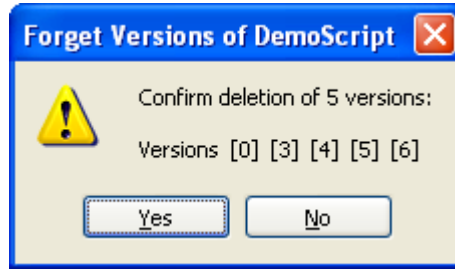 Forget Versions of DemoScript
Confirm deletion of 5 versions:
Versions [0] [3] [4] [5] [6]
Yes No